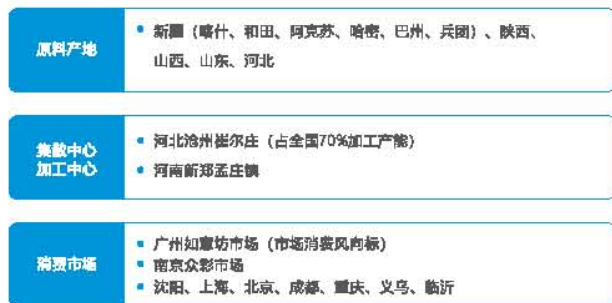 原料产地
新疆（喀什、和田、阿克苏、哈密、巴州、兵团）、陕西、
山西、山东、河北
集散中心
加工中心
河北沧州崔尔庄（占全国70%加工产能）
河南新郑孟庄镇
消费市场
广州如意坊市场（市场消费风向标）
南京众彩市场
沈阳、上海、北京、成都、重庆、义乌、临沂